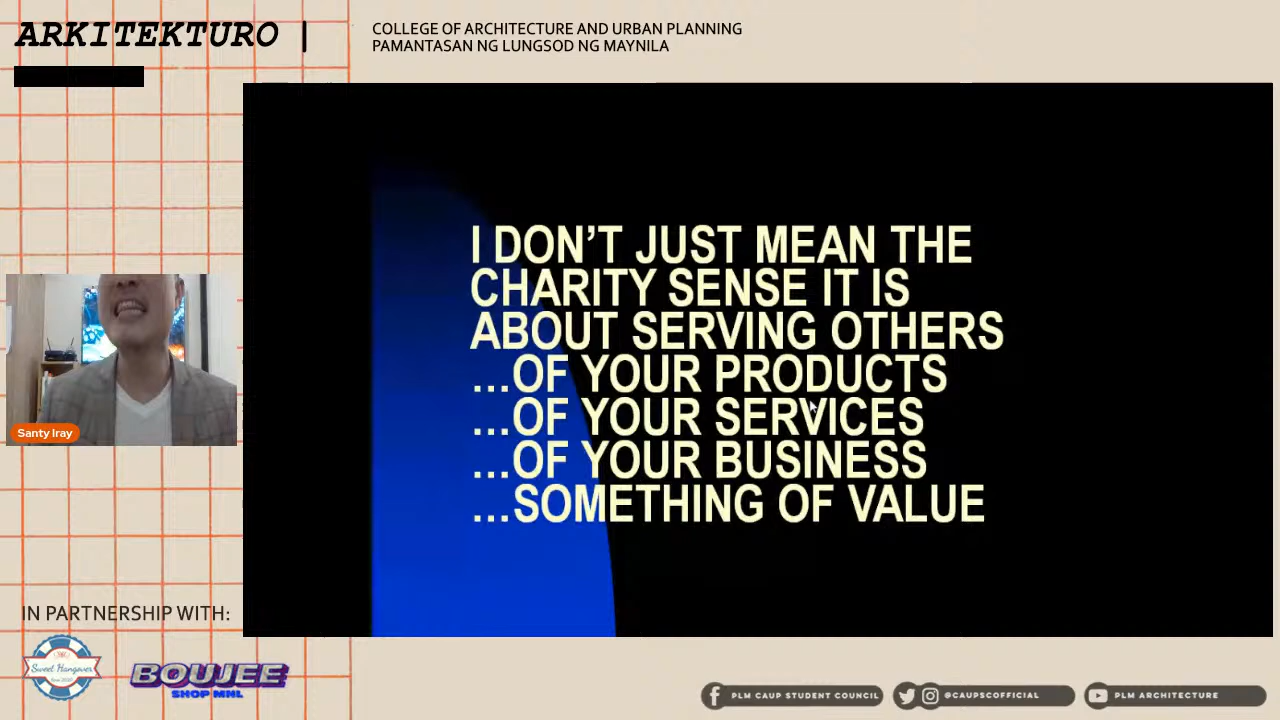 ARKITEKTURO |
COLLEGE OF ARCHITECTURE AND URBAN PLANNING
PAMANTASAN NG LUNGSOD NG MAYNILA
I DON'T JUST MEAN THE
CHARITY SENSE IT IS
ABOUT SERVING OTHERS
...OF YOUR PRODUCTS
...OF YOUR SERVICES
...OF YOUR BUSINESS
...SOMETHING OF VALUE
Santy Iray
IN PARTNERSHIP WITH:
Sweet Hangover
BOUJEE
SHOP MNL
PLM CAUP STUDENT COUNCIL
@CAUPSCOFFICIAL
PLM ARCHITECTURE